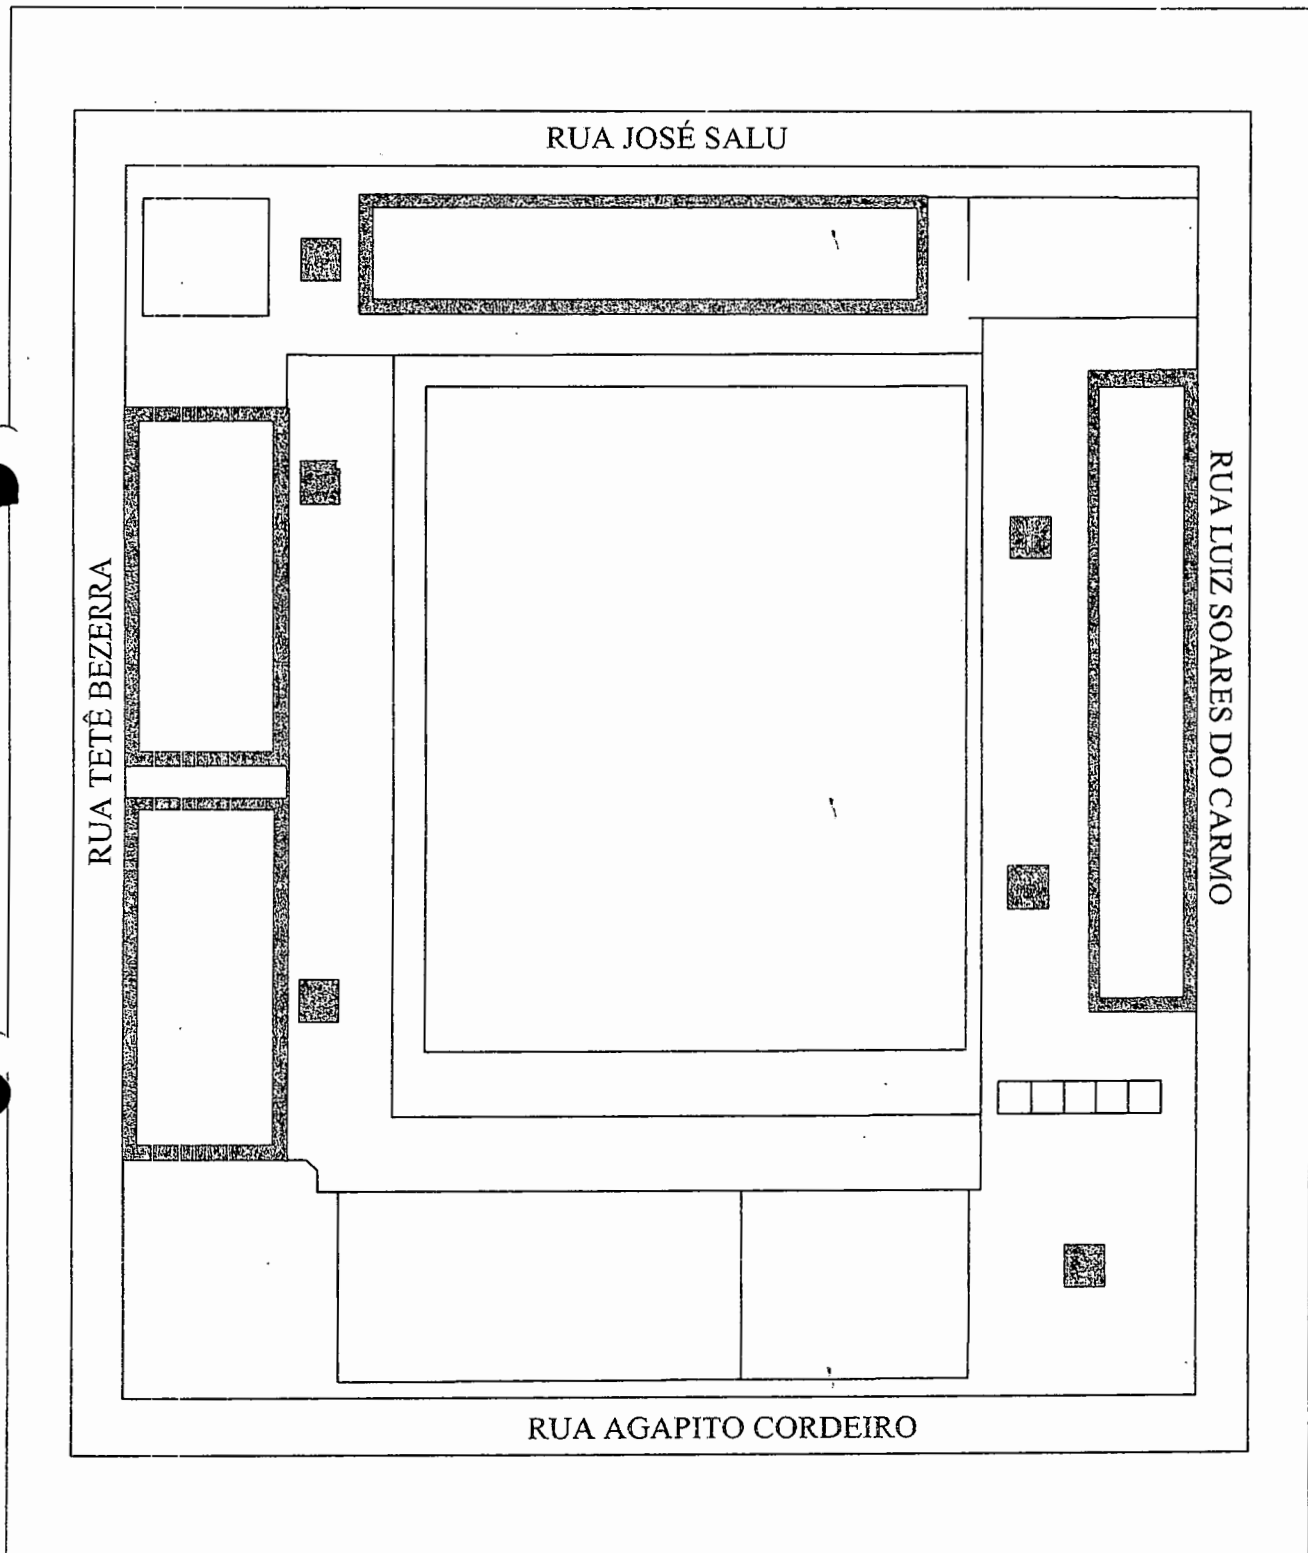 RUA JOSÉ SALU
RUA TETÊ BEZERRA
RUA LUIZ SOARES DO CARMO
RUA AGAPITO CORDEIRO